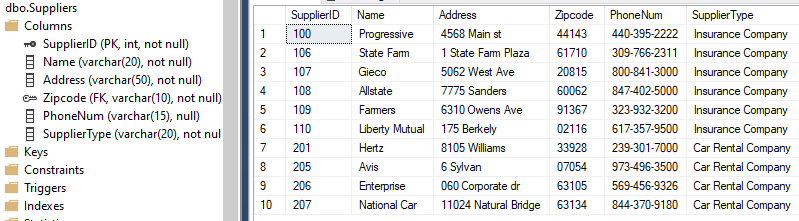 dbo.Suppliers
Columns
SupplierID (PK, int, not null)
Name (varchar(20), not null)
Address (varchar(50), not null)
Zipcode (FK, varchar(10), not null)
PhoneNum (varchar(15), null)
SupplierType (varchar(20), not null)
Keys
Constraints
Triggers
Indexes
SupplierID Name Address Zipcode PhoneNum SupplierType
1 100 Progressive 4568 Main st 44143 440-395-2222 Insurance Company
2 106 State Farm 1 State Farm Plaza 61710 309-766-2311 Insurance Company
3 107 Gieco 5062 West Ave 20815 800-841-3000 Insurance Company
4 108 Allstate 7775 Sanders 60062 847-402-5000 Insurance Company
5 109 Farmers 6310 Owens Ave 91367 323-932-3200 Insurance Company
6 110 Liberty Mutual 175 Berkely 02116 617-357-9500 Insurance Company
7 201 Hertz 8105 Williams 33928 239-301-7000 Car Rental Company
8 205 Avis 6 Sylvan 07054 973-496-3500 Car Rental Company
9 206 Enterprise 060 Corporate dr 63105 569-456-9326 Car Rental Company
10 207 National Car 11024 Natural Bridge 63134 844-370-9180 Car Rental Company